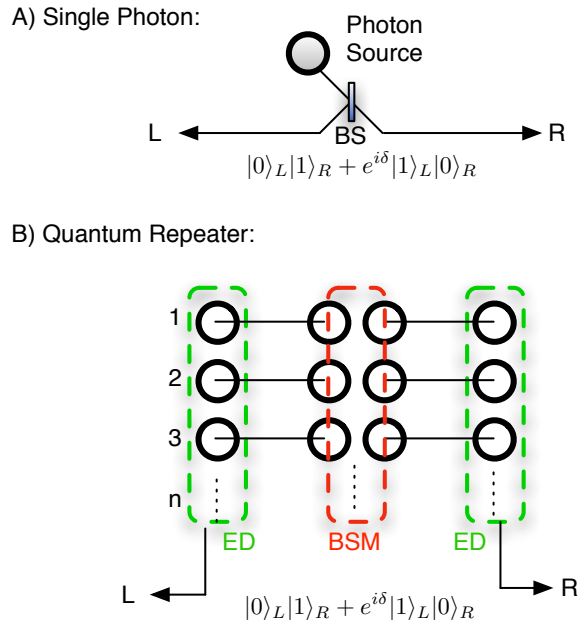 A) Single Photon:
Photon
Source
L
R
BS
|0⟩_L|1⟩_R + e^{iδ}|1⟩_L|0⟩_R
B) Quantum Repeater:
1
2
3
n
ED
BSM
ED
L
R
|0⟩_L|1⟩_R + e^{iδ}|1⟩_L|0⟩_R